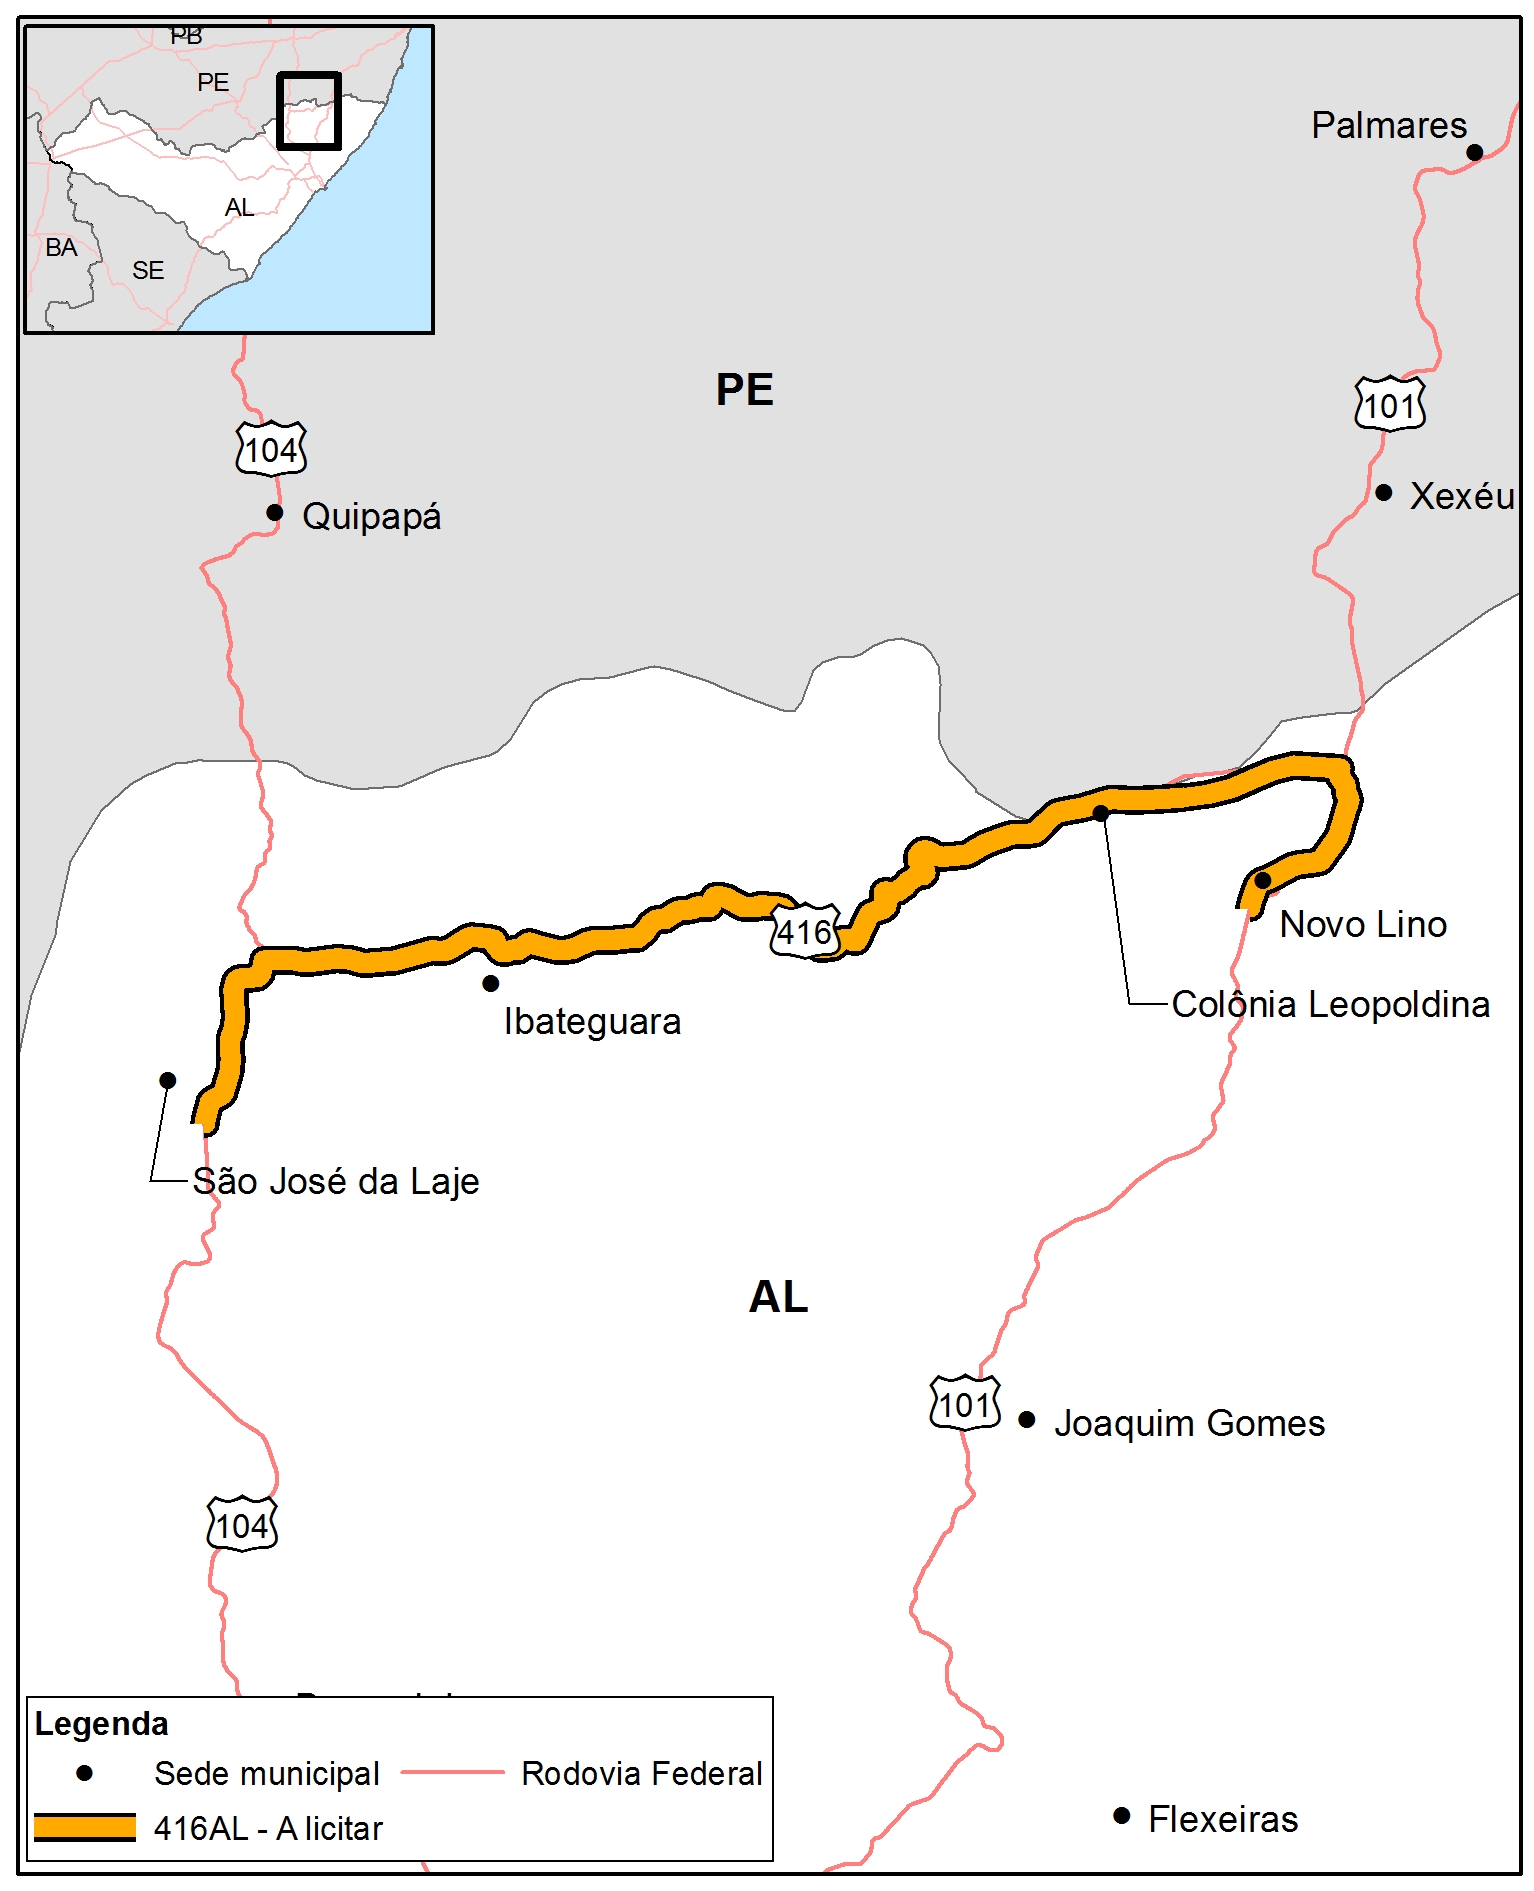 PB
PE
AL
BA
SE
Palmares
PE
101
104
Xexéu
Quipapá
416
Novo Lino
Colônia Leopoldina
Ibateguara
São José da Laje
AL
101
Joaquim Gomes
104
Legenda
Sede municipal
Rodovia Federal
416AL - A licitar
Flexeiras